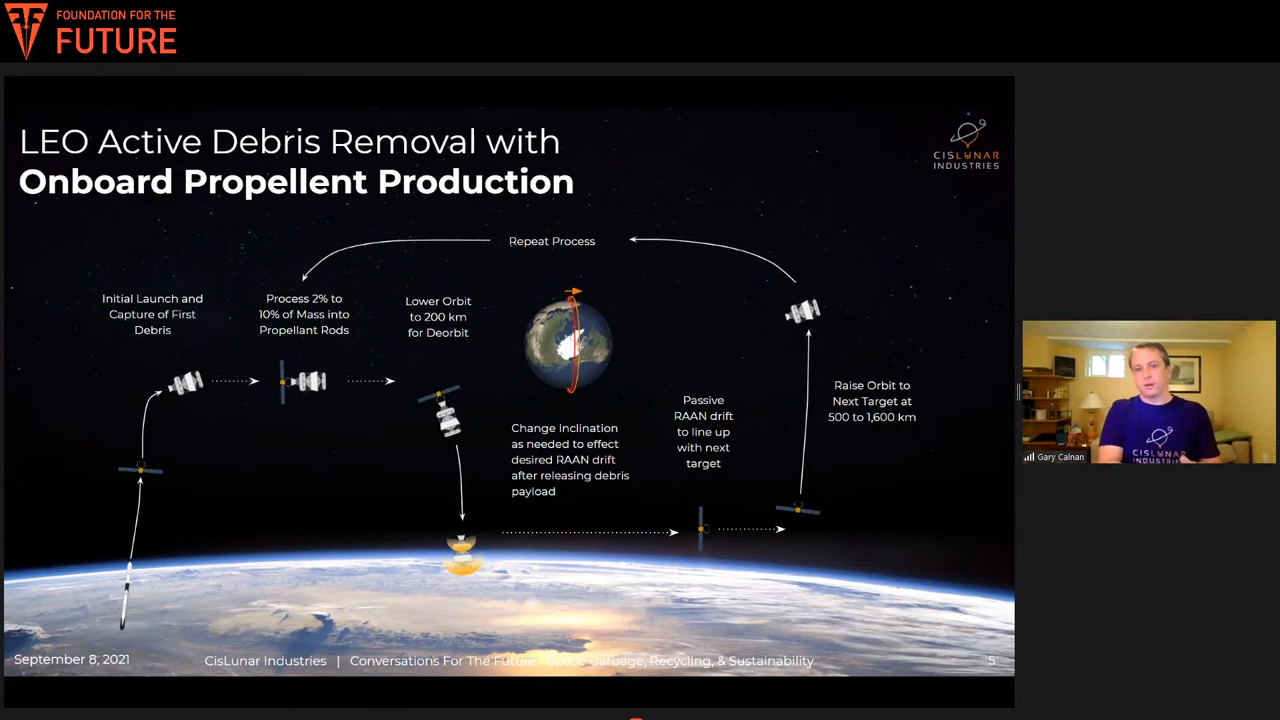 FOUNDATION FOR THE
FUTURE
LEO Active Debris Removal with
Onboard Propellent Production
CISLUNAR
INDUSTRIES
Repeat Process
Initial Launch and
Capture of First
Debris
Process 2% to
10% of Mass into
Propellant Rods
Lower Orbit
to 200 km
for Deorbit
Change Inclination
as needed to effect
desired RAAN drift
after releasing debris
payload
Passive
RAAN drift
to line up
with next
target
Raise Orbit to
Next Target at
500 to 1,600 km
CISLUNAR
INDUSTRIES
Gary Calnan
September 8, 2021
CisLunar Industries | Conversations For The Future - Space Garbage, Recycling, & Sustainability
5